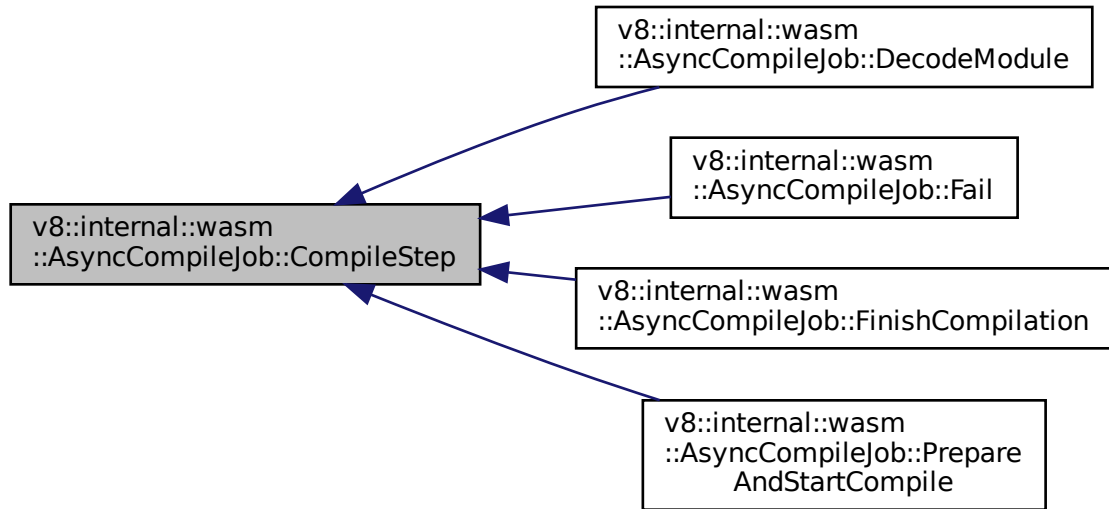 v8::internal::wasm
::AsyncCompileJob::DecodeModule
v8::internal::wasm
::AsyncCompileJob::Fail
v8::internal::wasm
::AsyncCompileJob::CompileStep
v8::internal::wasm
::AsyncCompileJob::FinishCompilation
v8::internal::wasm
::AsyncCompileJob::Prepare
AndStartCompile